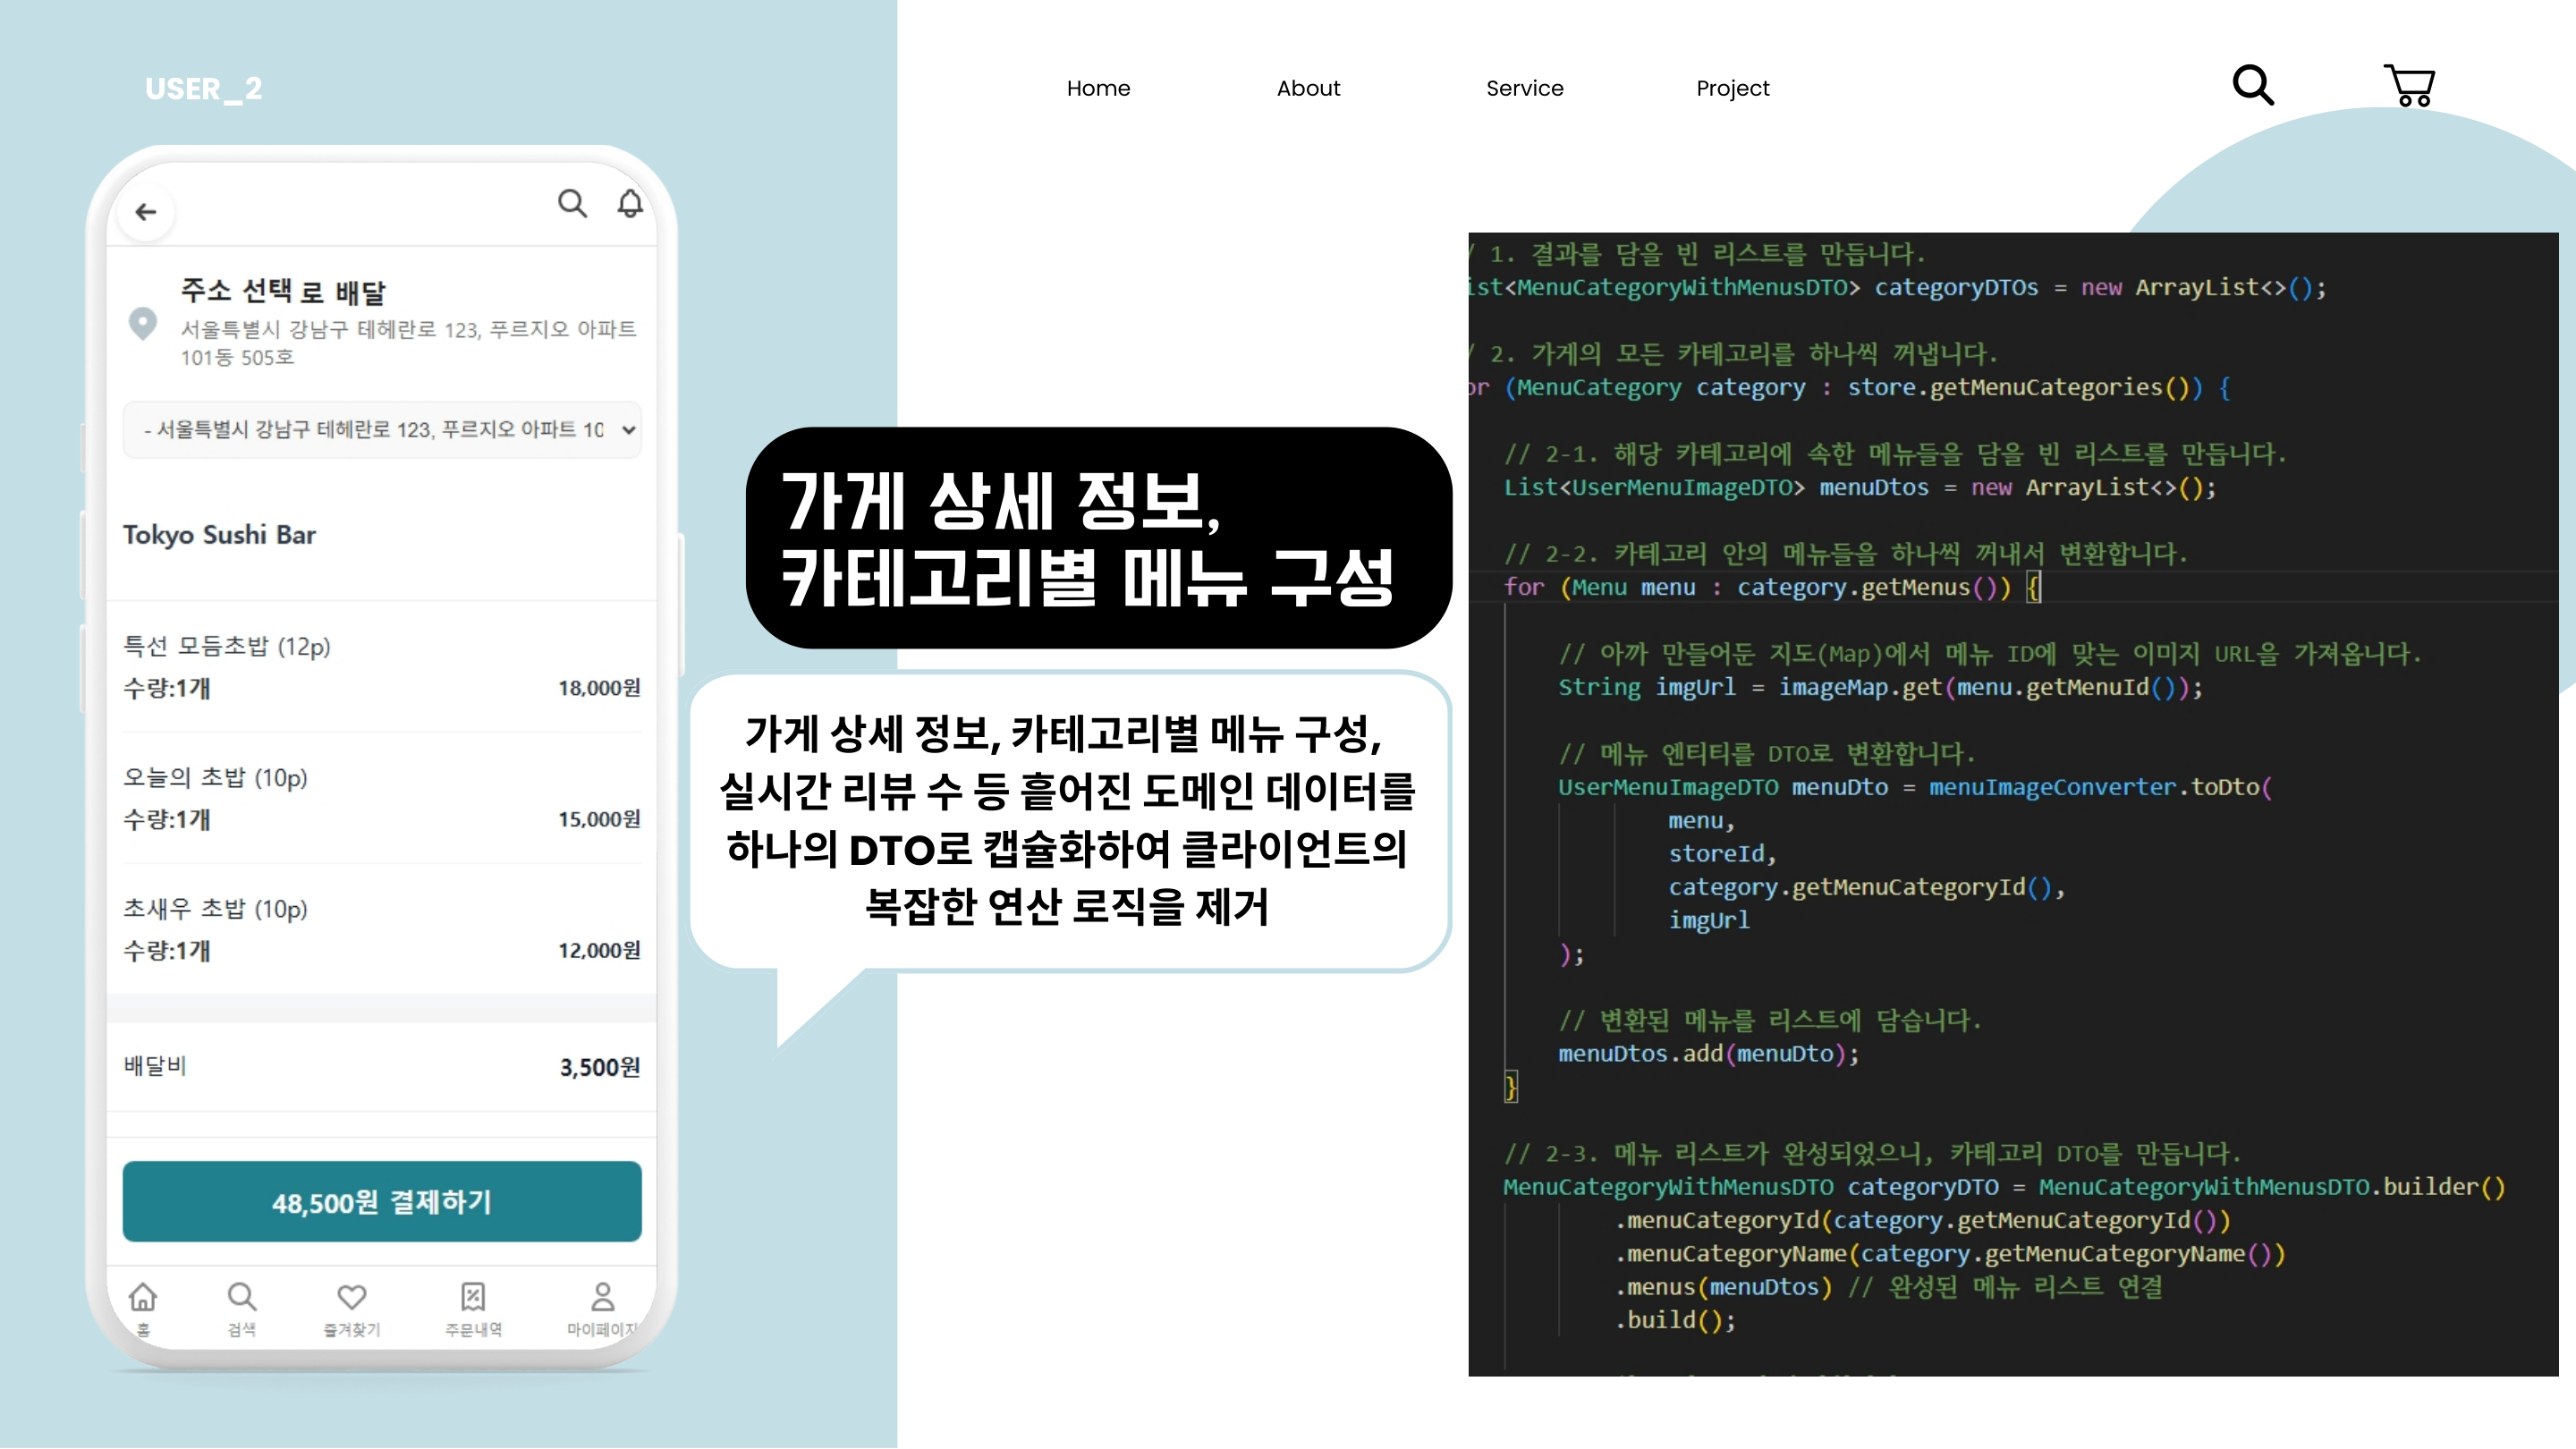 USER_2
Home
About
Service
Project
주소 선택 로 배달
서울특별시 강남구 테헤란로 123, 푸르지오 아파트
101동 505호
- 서울특별시 강남구 테헤란로 123, 푸르지오 아파트 10
Tokyo Sushi Bar
특선 모듬초밥 (12p)
수량:1개 18,000원
오늘의 초밥 (10p)
수량:1개 15,000원
초새우 초밥 (10p)
수량:1개 12,000원
배달비 3,500원
48,500원 결제하기
홈
검색
즐겨찾기
주문내역
마이페이지
가게 상세 정보,
카테고리별 메뉴 구성
가게 상세 정보, 카테고리별 메뉴 구성,
실시간 리뷰 수 등 흩어진 도메인 데이터를
하나의 DTO로 캡슐화하여 클라이언트의
복잡한 연산 로직을 제거
/ 1. 결과를 담을 빈 리스트를 만듭니다.
ist<MenuCategoryWithMenusDTO> categoryDTOs = new ArrayList<>();
/ 2. 가게의 모든 카테고리를 하나씩 꺼냅니다.
or (MenuCategory category : store.getMenuCategories()) {
// 2-1. 해당 카테고리에 속한 메뉴들을 담을 빈 리스트를 만듭니다.
List<UserMenuImageDTO> menuDtos = new ArrayList<>();
// 2-2. 카테고리 안의 메뉴들을 하나씩 꺼내서 변환합니다.
for (Menu menu : category.getMenus()) {
// 아까 만들어둔 지도(Map)에서 메뉴 ID에 맞는 이미지 URL을 가져옵니다.
String imgUrl = imageMap.get(menu.getMenuId());
// 메뉴 엔티티를 DTO로 변환합니다.
UserMenuImageDTO menuDto = menuImageConverter.toDto(
menu,
storeId,
category.getMenuCategoryId(),
imgUrl
);
// 변환된 메뉴를 리스트에 담습니다.
menuDtos.add(menuDto);
}
// 2-3. 메뉴 리스트가 완성되었으니, 카테고리 DTO를 만듭니다.
MenuCategoryWithMenusDTO categoryDTO = MenuCategoryWithMenusDTO.builder()
.menuCategoryId(category.getMenuCategoryId())
.menuCategoryName(category.getMenuCategoryName())
.menus(menuDtos) // 완성된 메뉴 리스트 연결
.build();